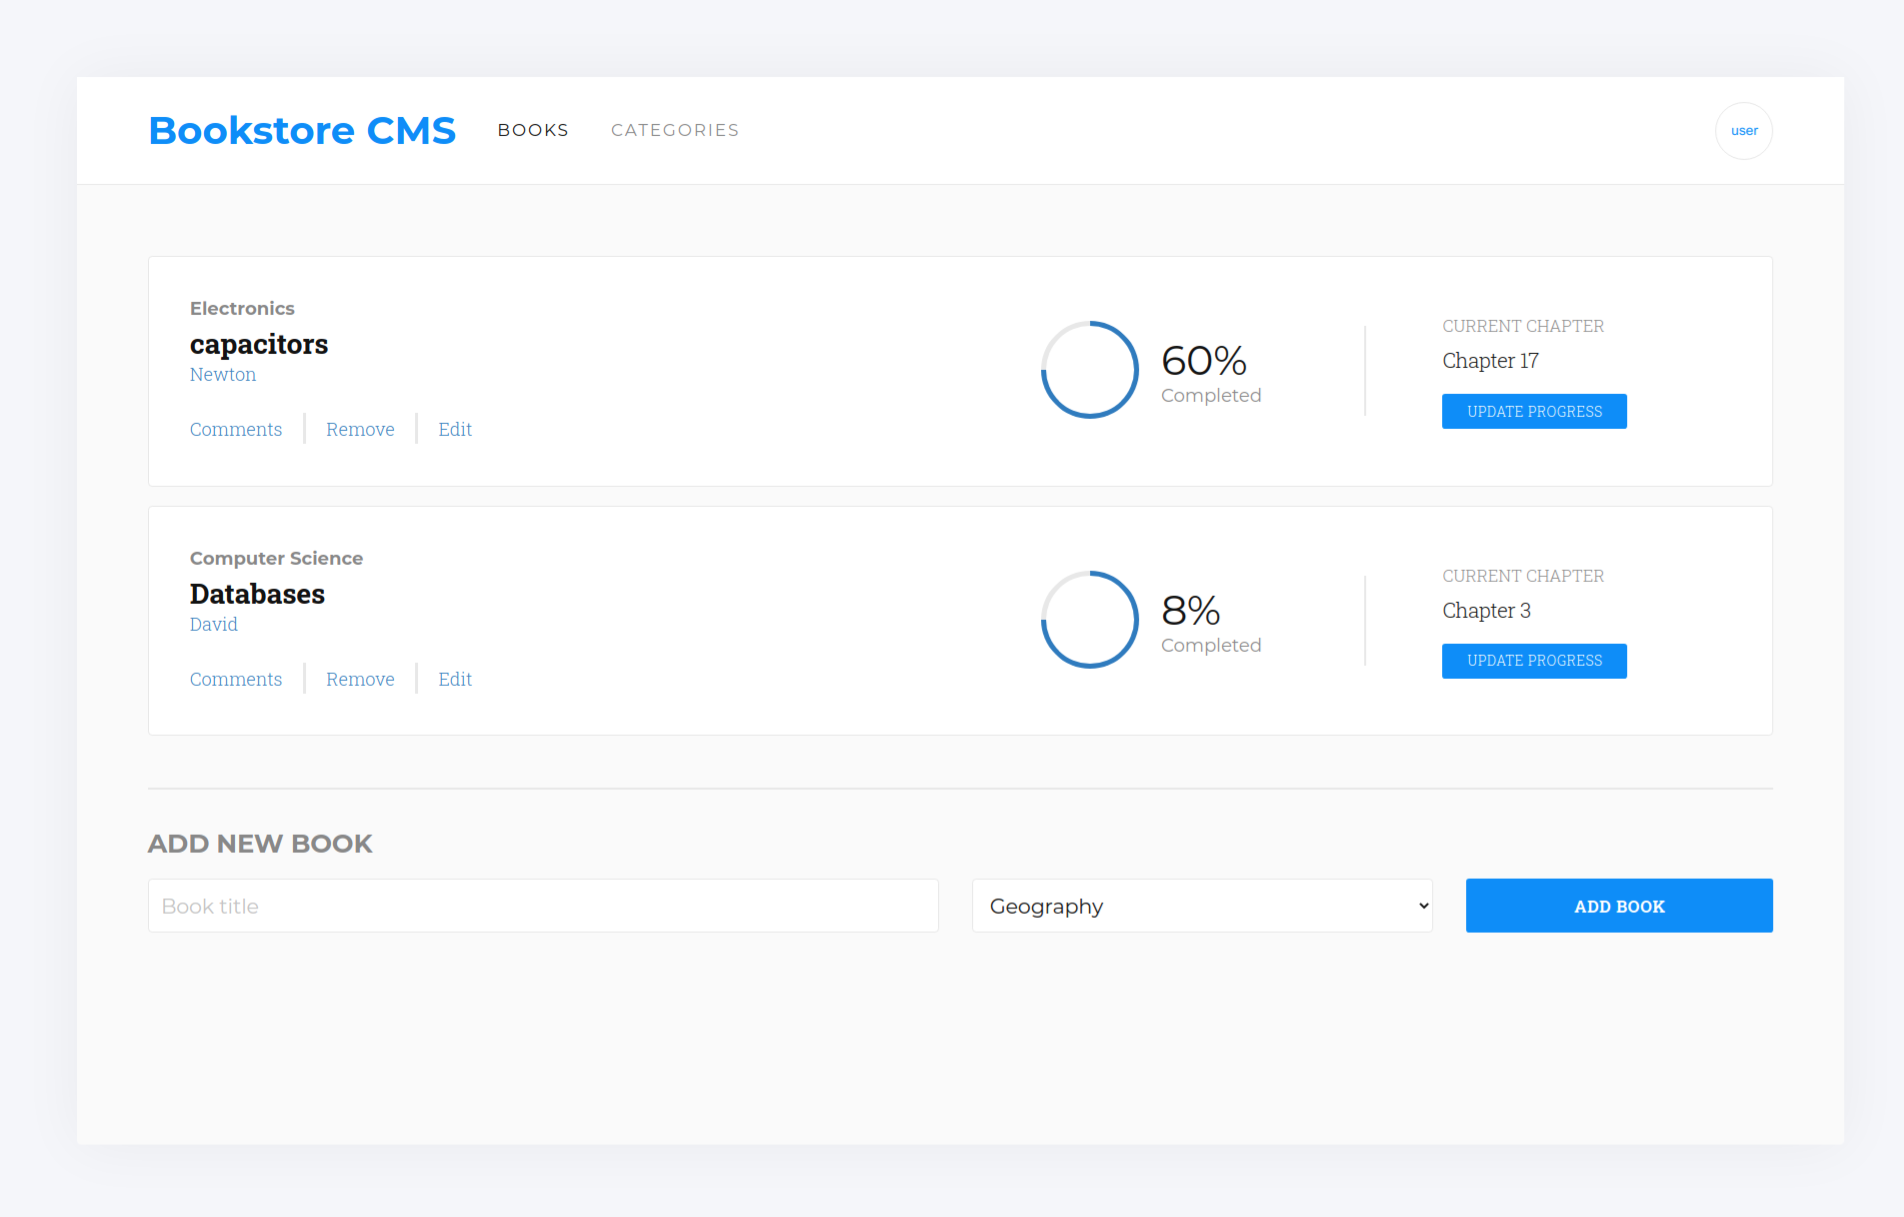 Bookstore CMS BOOKS CATEGORIES user
Electronics
capacitors
Newton
Comments Remove Edit
60%
Completed
CURRENT CHAPTER
Chapter 17
UPDATE PROGRESS
Computer Science
Databases
David
Comments Remove Edit
8%
Completed
CURRENT CHAPTER
Chapter 3
UPDATE PROGRESS
ADD NEW BOOK
Book title Geography ADD BOOK